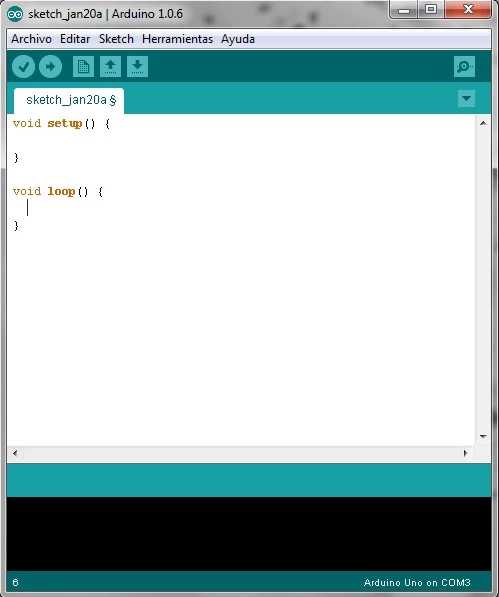 sketch_jan20a | Arduino 1.0.6
Archivo Editar Sketch Herramientas Ayuda
sketch_jan20a §
void setup() {
}
void loop() {
}
6 Arduino Uno on COM3